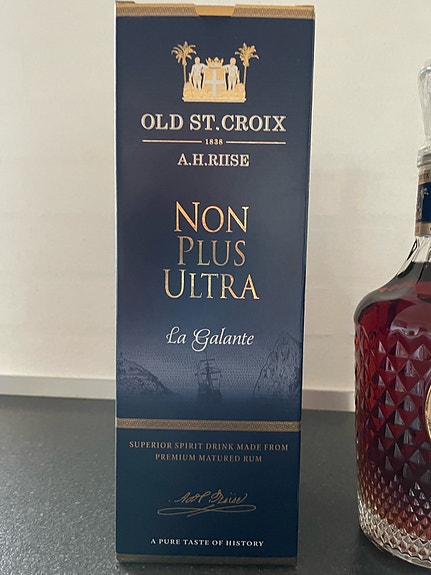 OLD ST. CROIX
1838
A.H.RIISE
NON
PLUS
ULTRA
La Galante
SUPERIOR SPIRIT DRINK MADE FROM
PREMIUM MATURED RUM
A PURE TASTE OF HISTORY